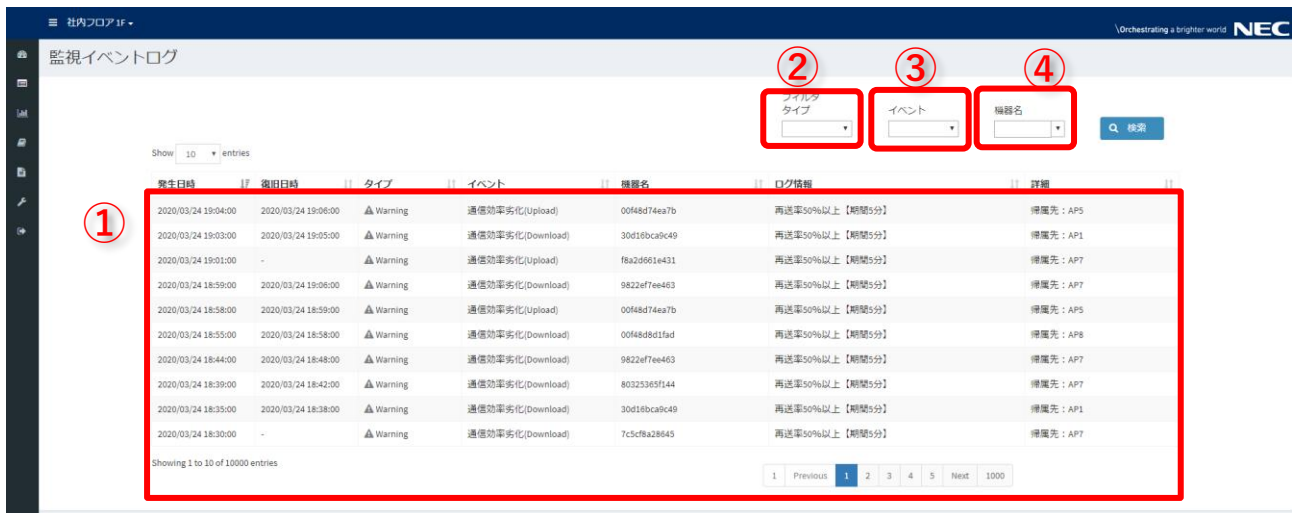 社内フロア1F
\Orchestrating a brighter world NEC
監視イベントログ
② ③ ④
フィルタ
タイプ イベント 機器名
検索
Show 10 entries
発生日時 復旧日時 タイプ イベント 機器名 ログ情報 詳細
①
2020/03/24 19:04:00 2020/03/24 19:06:00 Warning 通信効率劣化(Upload) 00f48d74ea7b 再送率50%以上【期間5分】 帰属先：AP5
2020/03/24 19:03:00 2020/03/24 19:05:00 Warning 通信効率劣化(Download) 30d16bca9c49 再送率50%以上【期間5分】 帰属先：AP1
2020/03/24 19:01:00 - Warning 通信効率劣化(Upload) f8a2d661e431 再送率50%以上【期間5分】 帰属先：AP7
2020/03/24 18:59:00 2020/03/24 19:06:00 Warning 通信効率劣化(Download) 9822ef7ee463 再送率50%以上【期間5分】 帰属先：AP7
2020/03/24 18:58:00 2020/03/24 18:59:00 Warning 通信効率劣化(Upload) 00f48d74ea7b 再送率50%以上【期間5分】 帰属先：AP5
2020/03/24 18:55:00 2020/03/24 18:58:00 Warning 通信効率劣化(Download) 00f48d8d1fad 再送率50%以上【期間5分】 帰属先：AP8
2020/03/24 18:44:00 2020/03/24 18:48:00 Warning 通信効率劣化(Download) 9822ef7ee463 再送率50%以上【期間5分】 帰属先：AP7
2020/03/24 18:39:00 2020/03/24 18:42:00 Warning 通信効率劣化(Download) 80325365f144 再送率50%以上【期間5分】 帰属先：AP7
2020/03/24 18:35:00 2020/03/24 18:38:00 Warning 通信効率劣化(Download) 30d16bca9c49 再送率50%以上【期間5分】 帰属先：AP1
2020/03/24 18:30:00 - Warning 通信効率劣化(Download) 7c5cf8a28645 再送率50%以上【期間5分】 帰属先：AP7
Showing 1 to 10 of 10000 entries
1 Previous 1 2 3 4 5 Next 1000